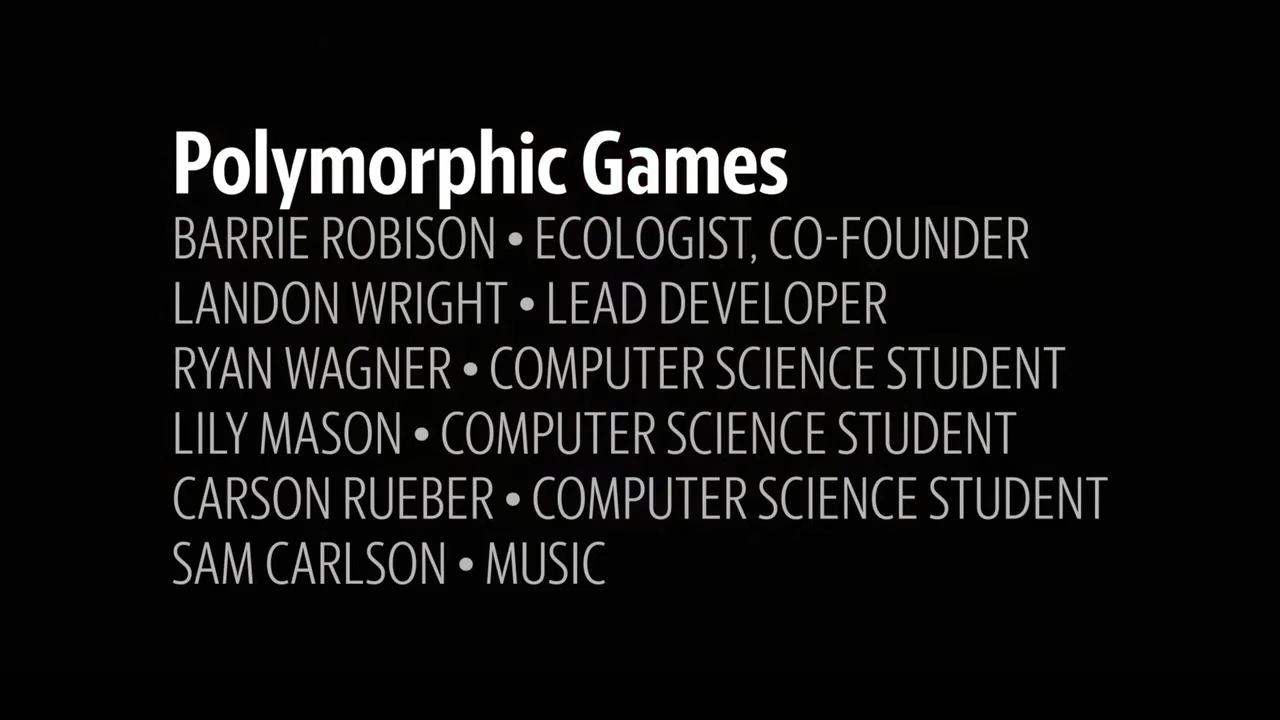 Polymorphic Games
BARRIE ROBISON • ECOLOGIST, CO-FOUNDER
LANDON WRIGHT • LEAD DEVELOPER
RYAN WAGNER • COMPUTER SCIENCE STUDENT
LILY MASON • COMPUTER SCIENCE STUDENT
CARSON RUEBER • COMPUTER SCIENCE STUDENT
SAM CARLSON • MUSIC